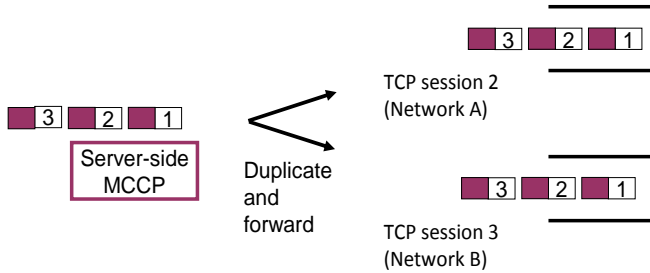 3 2 1
TCP session 2
(Network A)
3 2 1
Server-side
MCCP
Duplicate
and
forward
3 2 1
TCP session 3
(Network B)